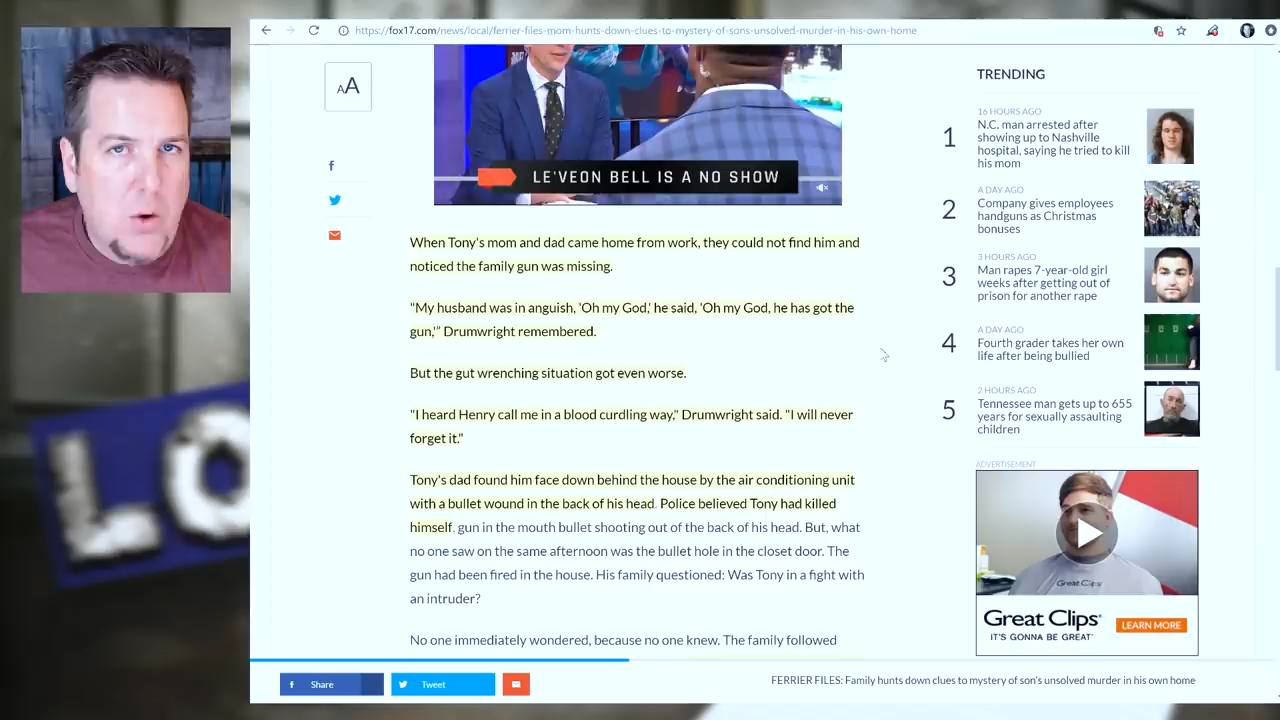 https://fox17.com/news/local/ferrier-files-mom-hunts-down-clues-to-mystery-of-sons-unsolved-murder-in-his-own-home
AA
LE'VEON BELL IS A NO SHOW
When Tony's mom and dad came home from work, they could not find him and
noticed the family gun was missing.
"My husband was in anguish, 'Oh my God,' he said, 'Oh my God, he has got the
gun,'" Drumwright remembered.
But the gut wrenching situation got even worse.
"I heard Henry call me in a blood curdling way," Drumwright said. "I will never
forget it."
Tony's dad found him face down behind the house by the air conditioning unit
with a bullet wound in the back of his head. Police believed Tony had killed
himself, gun in the mouth bullet shooting out of the back of his head. But, what
no one saw on the same afternoon was the bullet hole in the closet door. The
gun had been fired in the house. His family questioned: Was Tony in a fight with
an intruder?
No one immediately wondered, because no one knew. The family followed
TRENDING
1
16 HOURS AGO
N.C. man arrested after
showing up to Nashville
hospital, saying he tried to kill
his mom
2
A DAY AGO
Company gives employees
handguns as Christmas
bonuses
3
3 HOURS AGO
Man rapes 7-year-old girl
weeks after getting out of
prison for another rape
4
A DAY AGO
Fourth grader takes her own
life after being bullied
5
2 HOURS AGO
Tennessee man gets up to 655
years for sexually assaulting
children
ADVERTISEMENT
Great Clips
Great Clips®
IT'S GONNA BE GREAT®
LEARN MORE
Share
Tweet
FERRIER FILES: Family hunts down clues to mystery of son's unsolved murder in his own home
LO